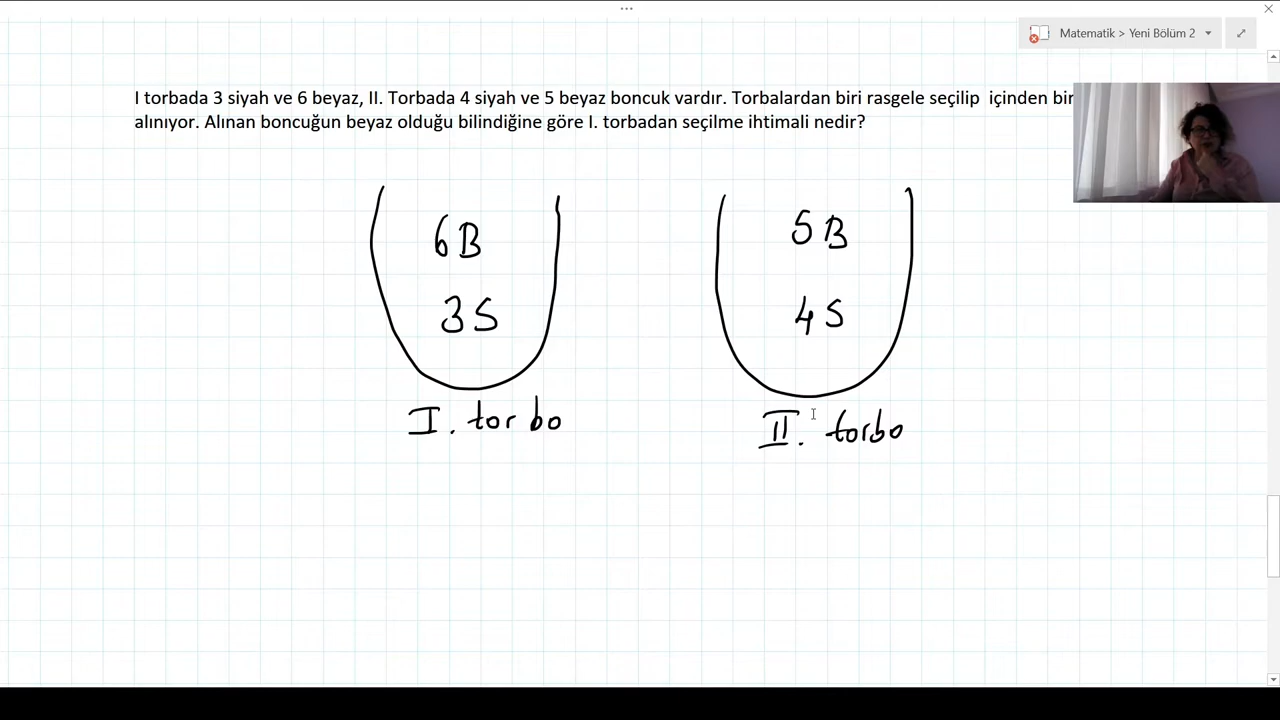 Matematik > Yeni Bölüm 2
I torbada 3 siyah ve 6 beyaz, II. Torbada 4 siyah ve 5 beyaz boncuk vardır. Torbalardan biri rasgele seçilip içinden bir
alınıyor. Alınan boncuğun beyaz olduğu bilindiğine göre I. torbadan seçilme ihtimali nedir?
6B
5B
3S
4S
I. torba
II. torba